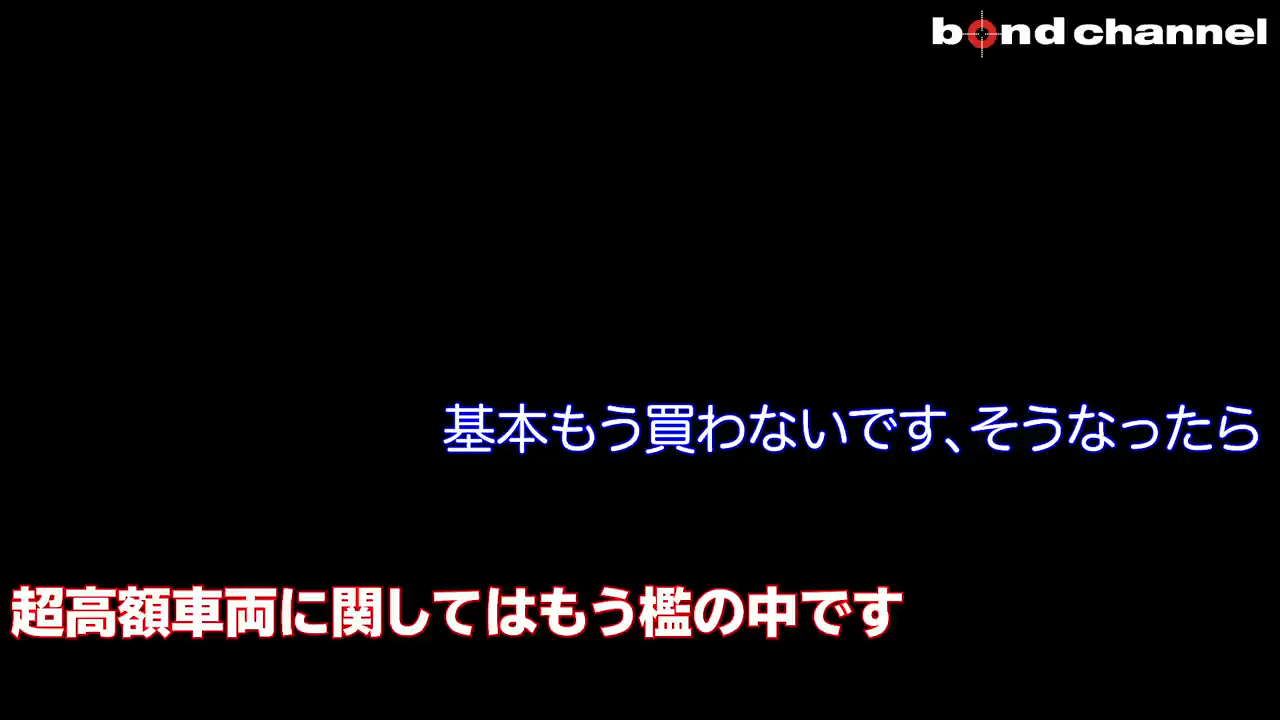 bond channel
基本もう買わないです、そうなったら
超高額車両に関してはもう檻の中です